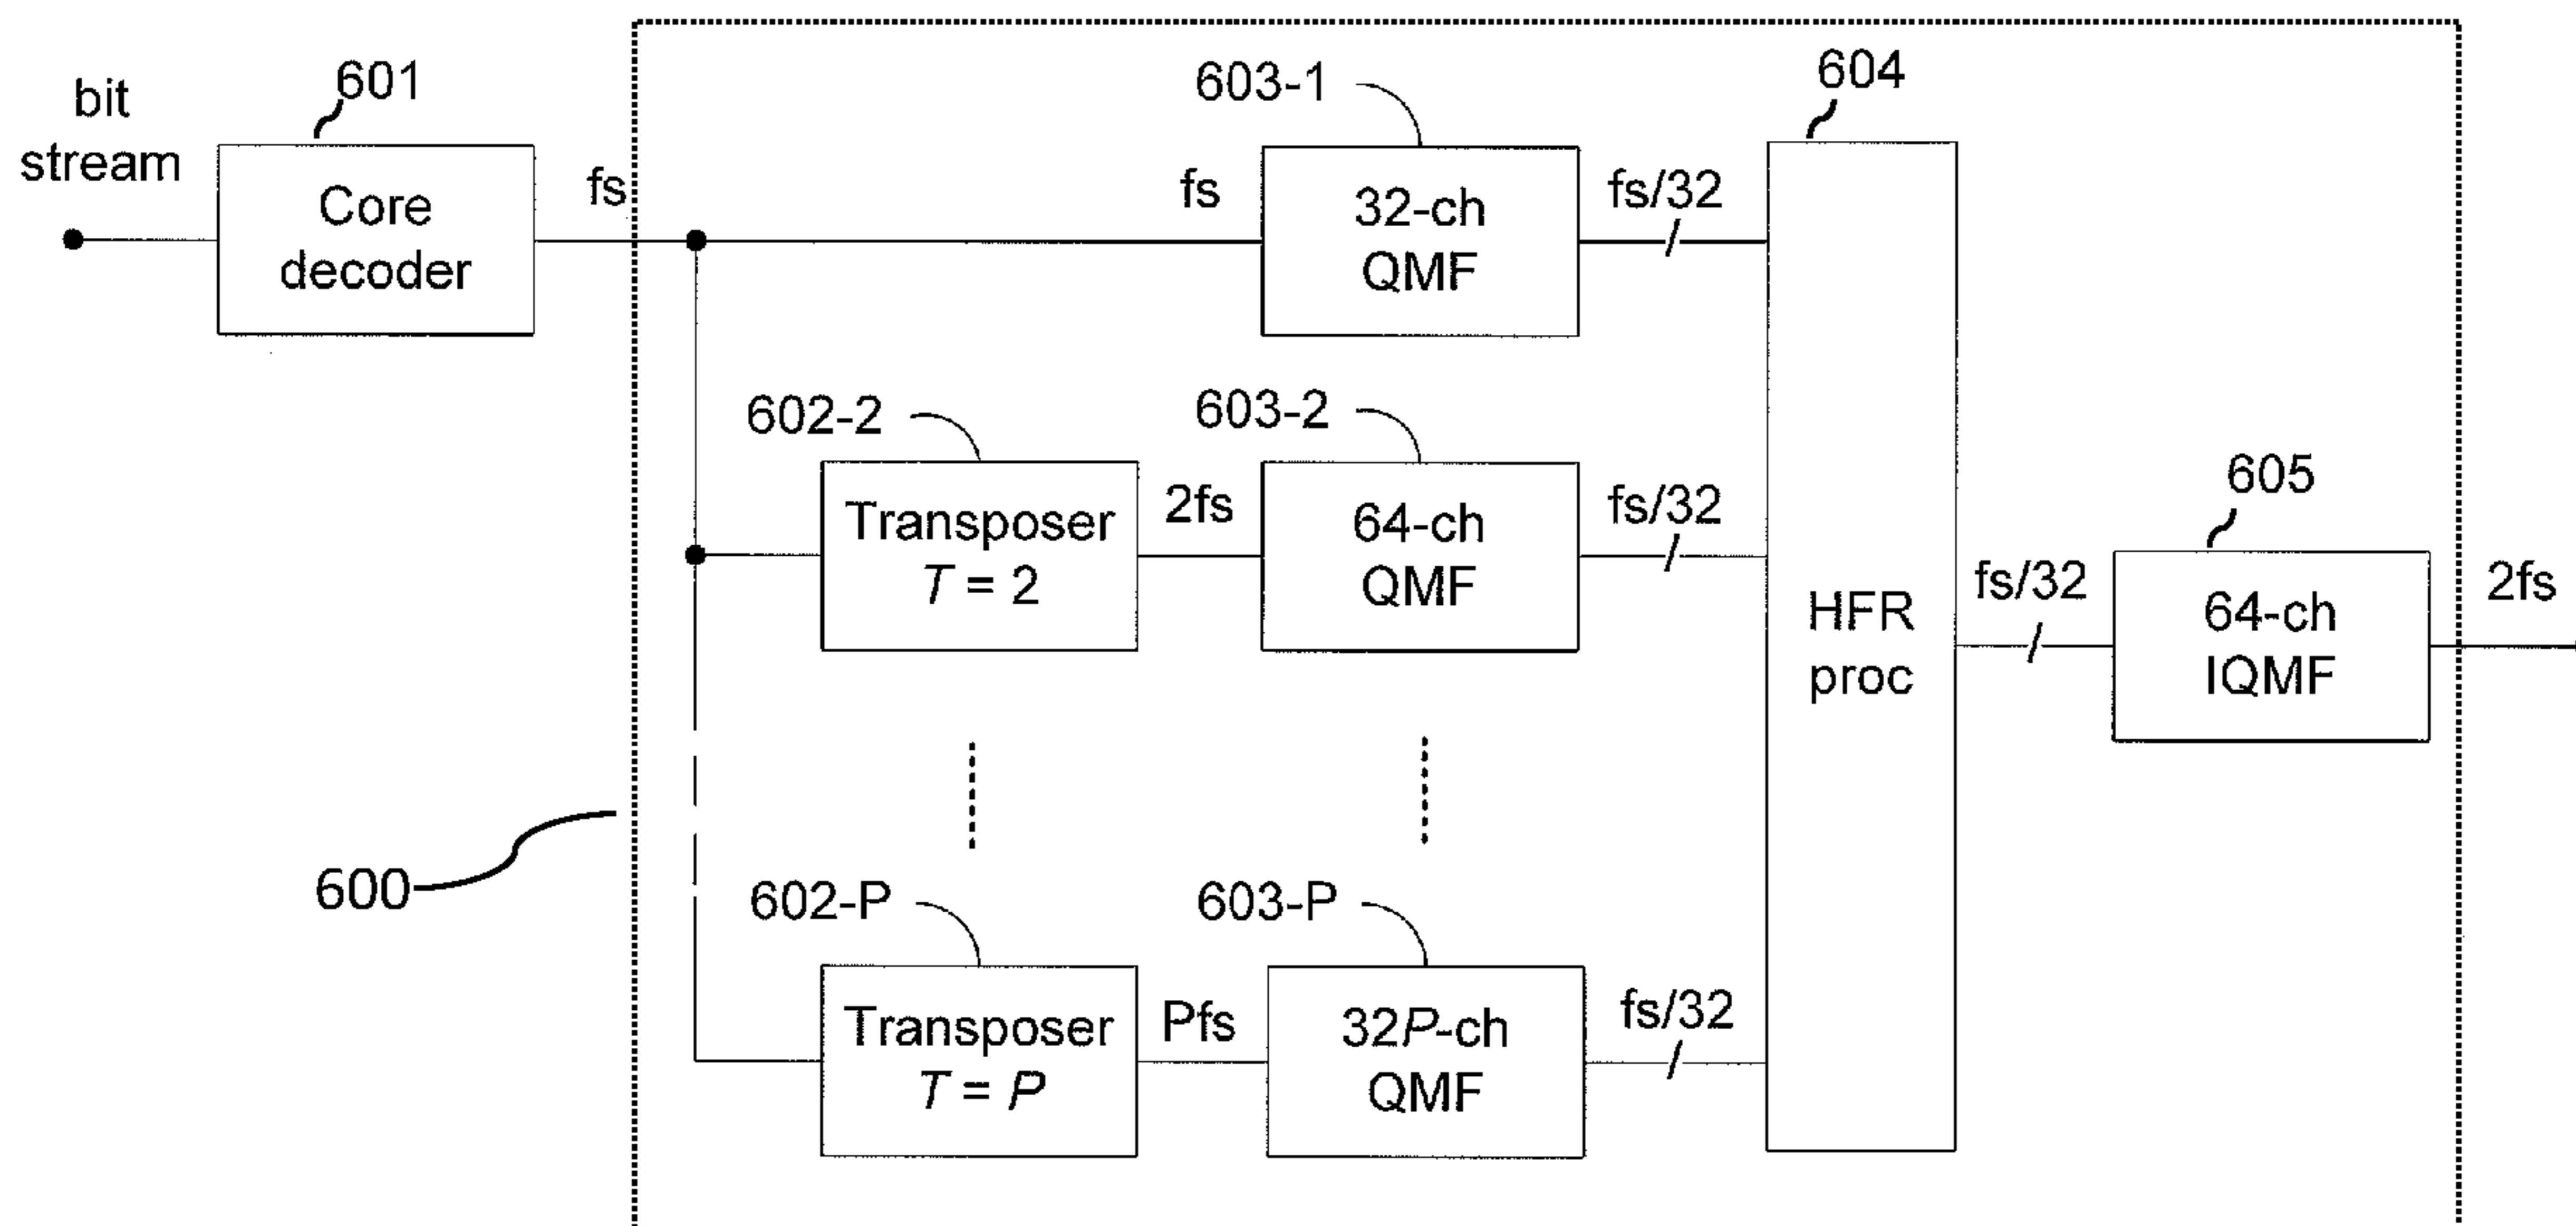 bit
stream
601
Core
decoder
fs
fs
603-1
32-ch
QMF
fs/32
604
HFR
proc
602-2
Transposer
T = 2
2fs
603-2
64-ch
QMF
fs/32
602-P
Transposer
T = P
Pfs
603-P
32P-ch
QMF
fs/32
fs/32
605
64-ch
IQMF
2fs
600